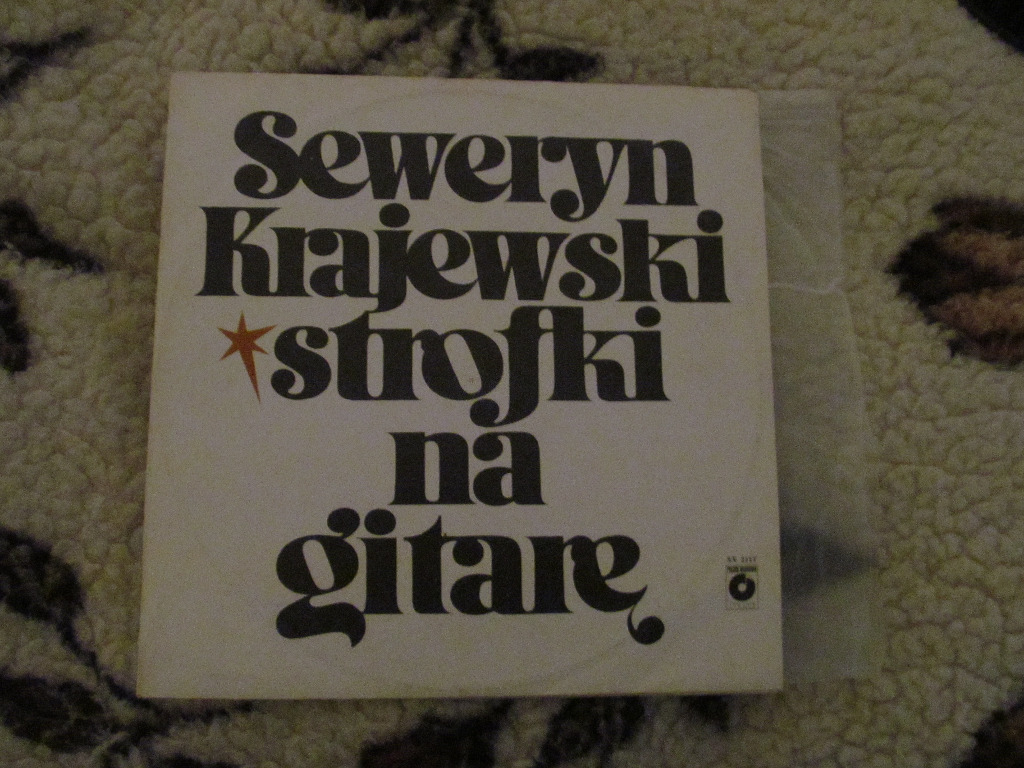 Seweryn
Krajewski
strofki
na
gitarę